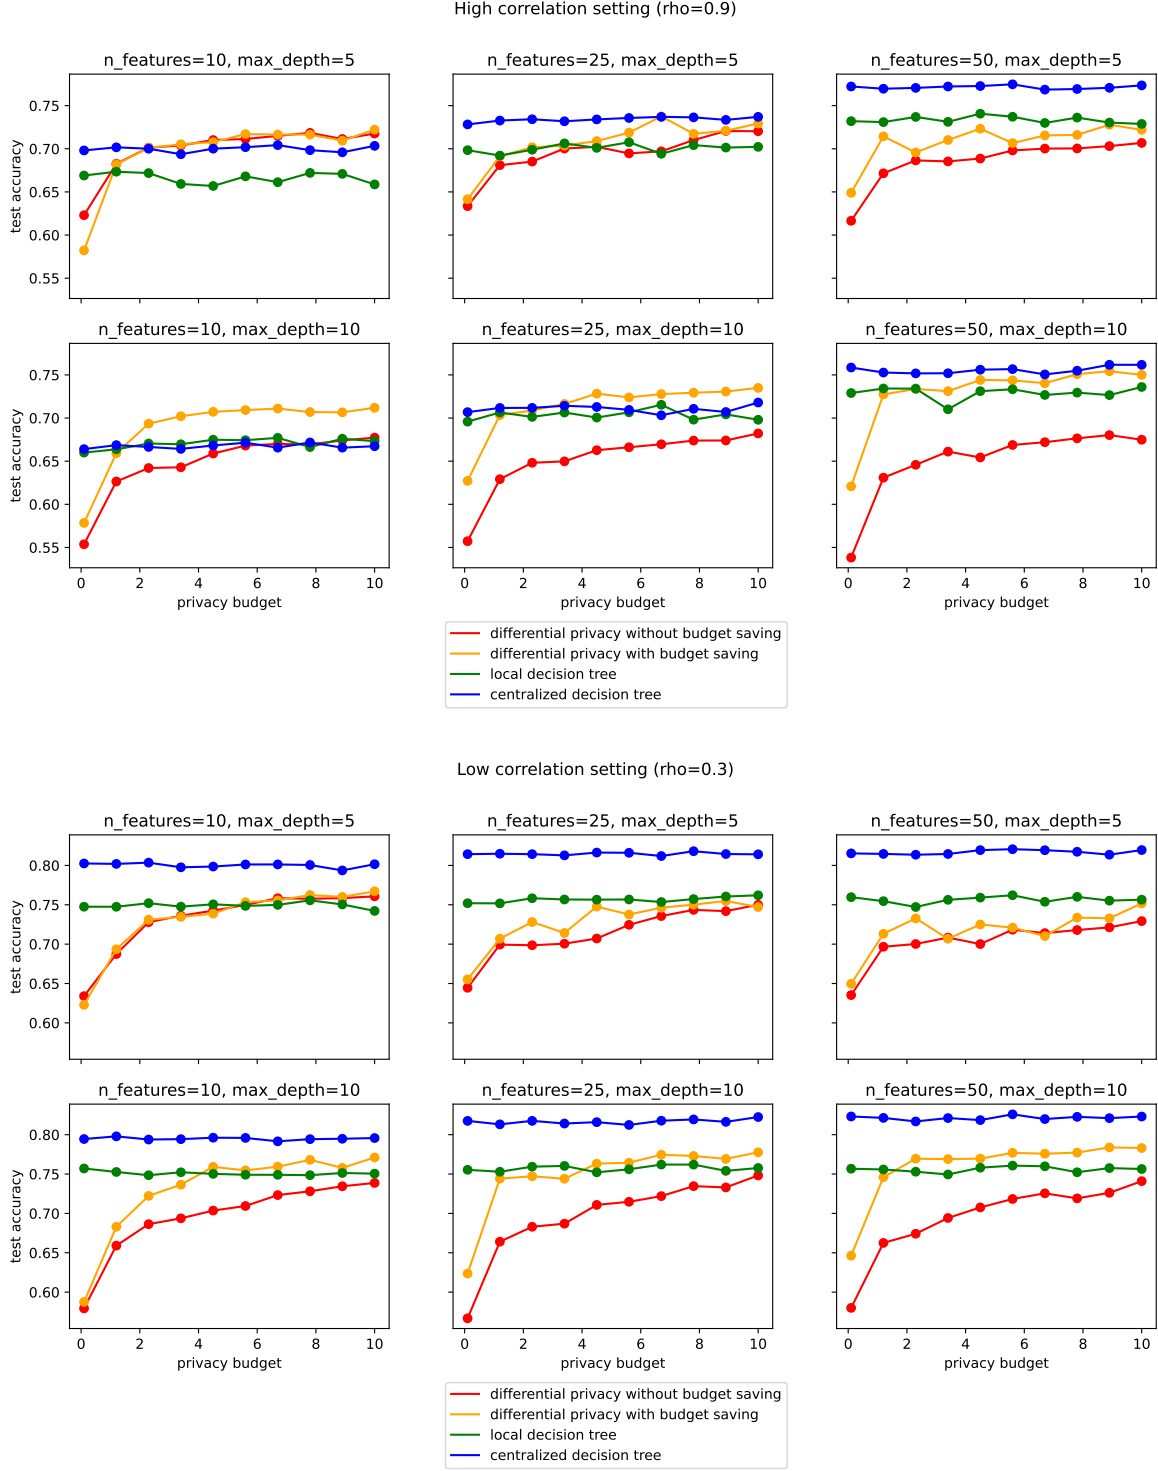 High correlation setting (rho=0.9)
n_features=10, max_depth=5
n_features=25, max_depth=5
n_features=50, max_depth=5
test accuracy
0.75
0.70
0.65
0.60
0.55
n_features=10, max_depth=10
n_features=25, max_depth=10
n_features=50, max_depth=10
test accuracy
0.75
0.70
0.65
0.60
0.55
0 2 4 6 8 10
0 2 4 6 8 10
0 2 4 6 8 10
privacy budget
privacy budget
privacy budget
differential privacy without budget saving
differential privacy with budget saving
local decision tree
centralized decision tree
Low correlation setting (rho=0.3)
n_features=10, max_depth=5
n_features=25, max_depth=5
n_features=50, max_depth=5
test accuracy
0.80
0.75
0.70
0.65
0.60
n_features=10, max_depth=10
n_features=25, max_depth=10
n_features=50, max_depth=10
test accuracy
0.80
0.75
0.70
0.65
0.60
0 2 4 6 8 10
0 2 4 6 8 10
0 2 4 6 8 10
privacy budget
privacy budget
privacy budget
differential privacy without budget saving
differential privacy with budget saving
local decision tree
centralized decision tree